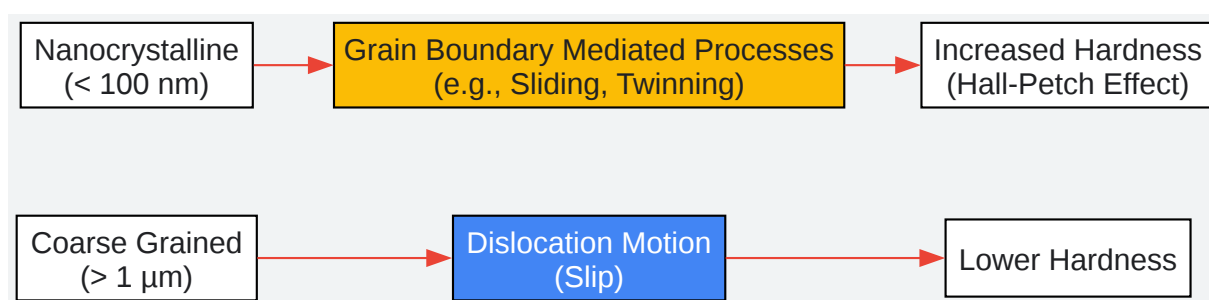 Nanocrystalline
(< 100 nm)
Grain Boundary Mediated Processes
(e.g., Sliding, Twinning)
Increased Hardness
(Hall-Petch Effect)
Coarse Grained
(> 1 µm)
Dislocation Motion
(Slip)
Lower Hardness